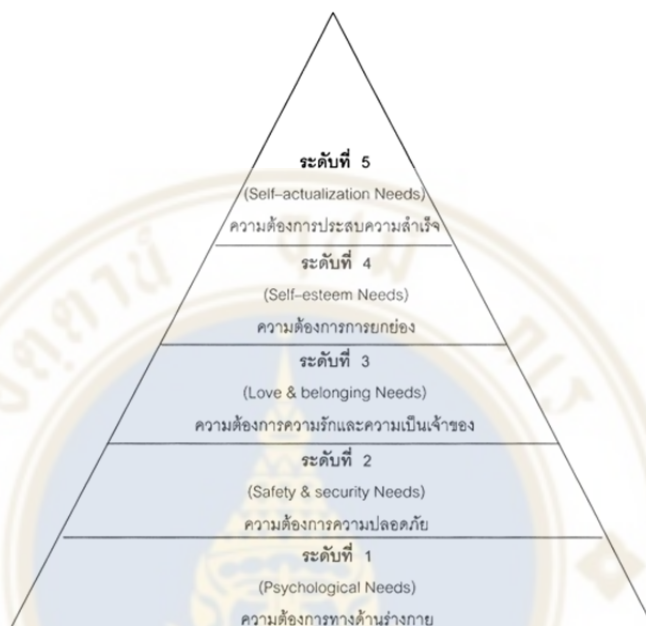 ระดับที่ 5
(Self-actualization Needs)
ความต้องการประสบความสำเร็จ
ระดับที่ 4
(Self-esteem Needs)
ความต้องการการยกย่อง
ระดับที่ 3
(Love & belonging Needs)
ความต้องการความรักและความเป็นเจ้าของ
ระดับที่ 2
(Safety & security Needs)
ความต้องการความปลอดภัย
ระดับที่ 1
(Psychological Needs)
ความต้องการทางด้านร่างกาย